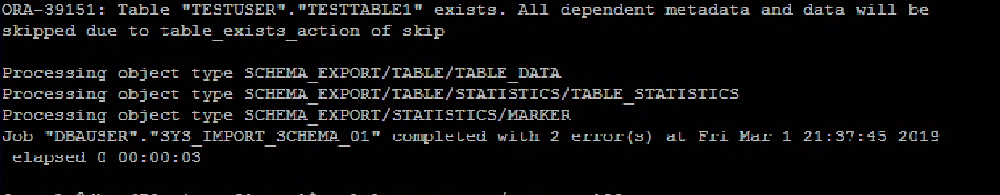 ORA-39151: Table "TESTUSER"."TESTTABLE1" exists. All dependent metadata and data will be
skipped due to table_exists_action of skip
Processing object type SCHEMA_EXPORT/TABLE/TABLE_DATA
Processing object type SCHEMA_EXPORT/TABLE/STATISTICS/TABLE_STATISTICS
Processing object type SCHEMA_EXPORT/STATISTICS/MARKER
Job "DBAUSER"."SYS_IMPORT_SCHEMA_01" completed with 2 error(s) at Fri Mar 1 21:37:45 2019
elapsed 0 00:00:03